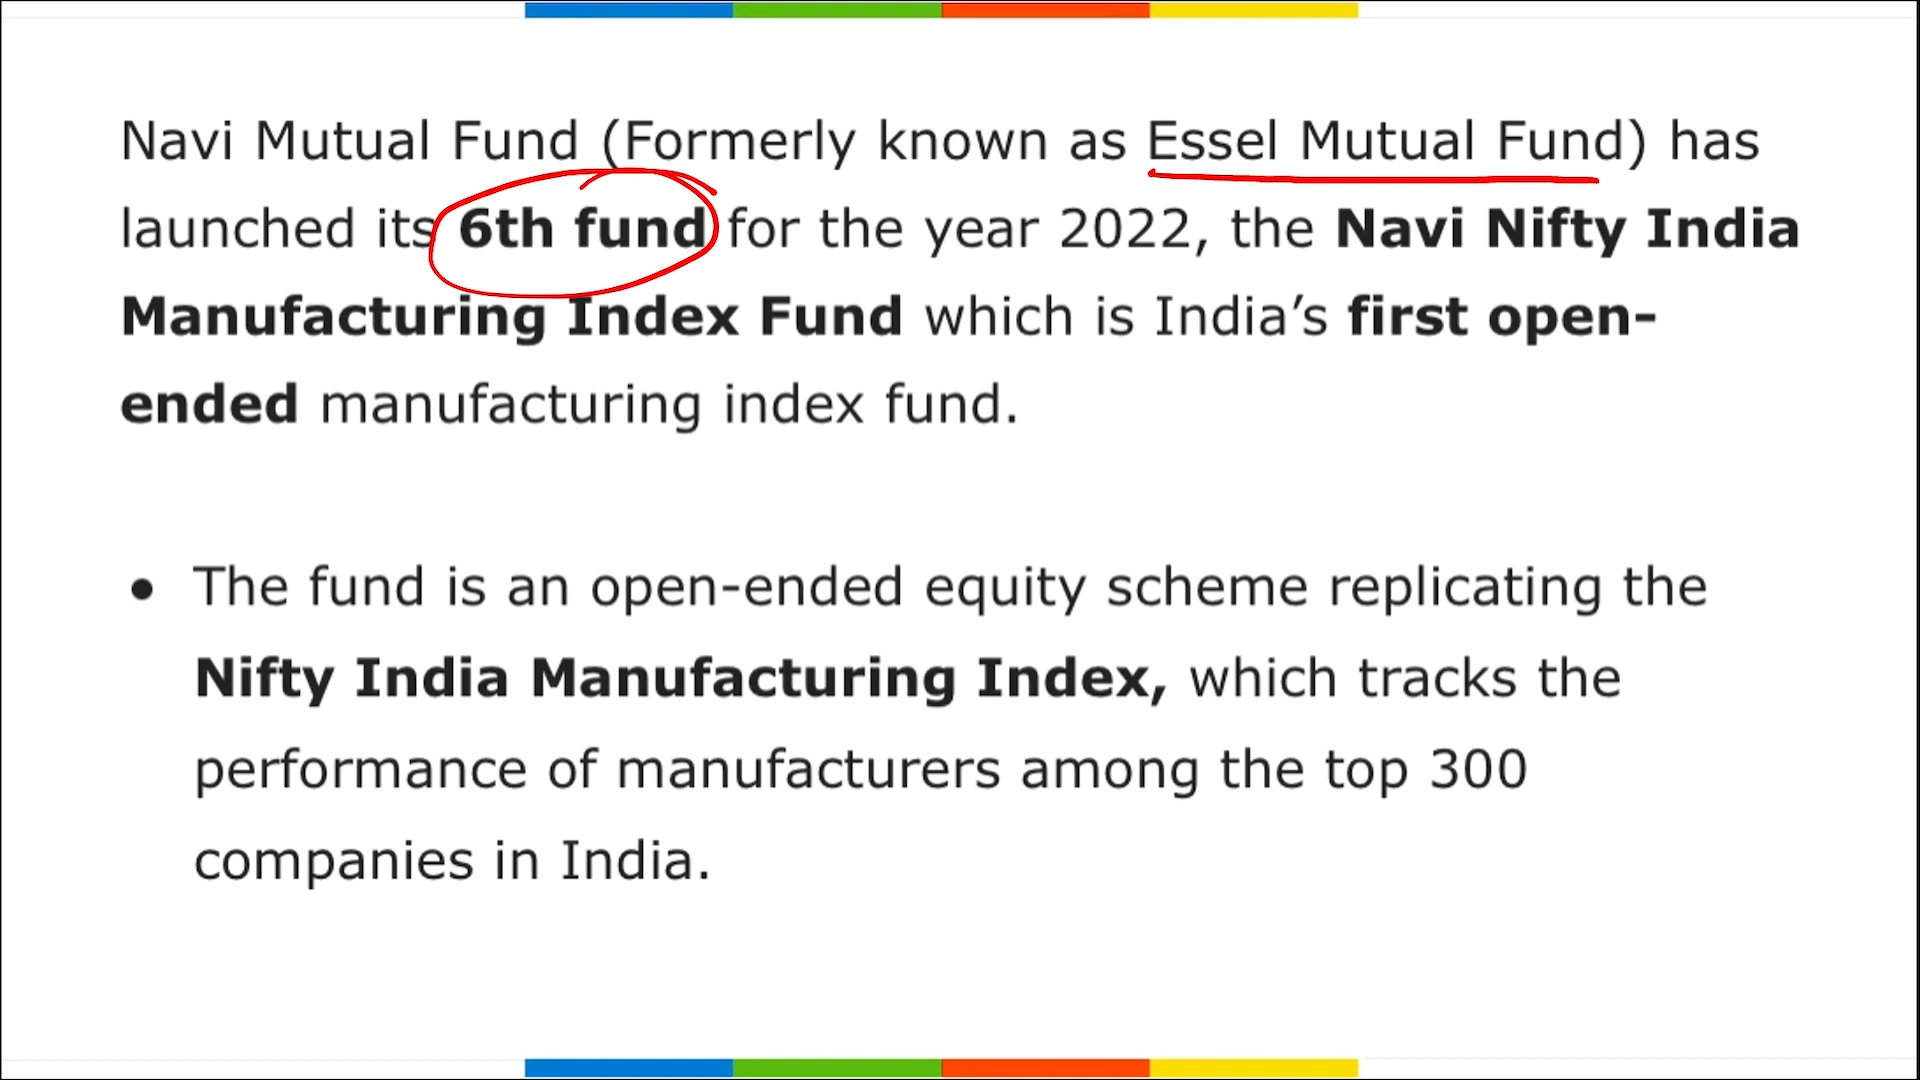 Navi Mutual Fund (Formerly known as Essel Mutual Fund) has
launched its 6th fund for the year 2022, the Navi Nifty India
Manufacturing Index Fund which is India’s first open-
ended manufacturing index fund.
• The fund is an open-ended equity scheme replicating the
Nifty India Manufacturing Index, which tracks the
performance of manufacturers among the top 300
companies in India.